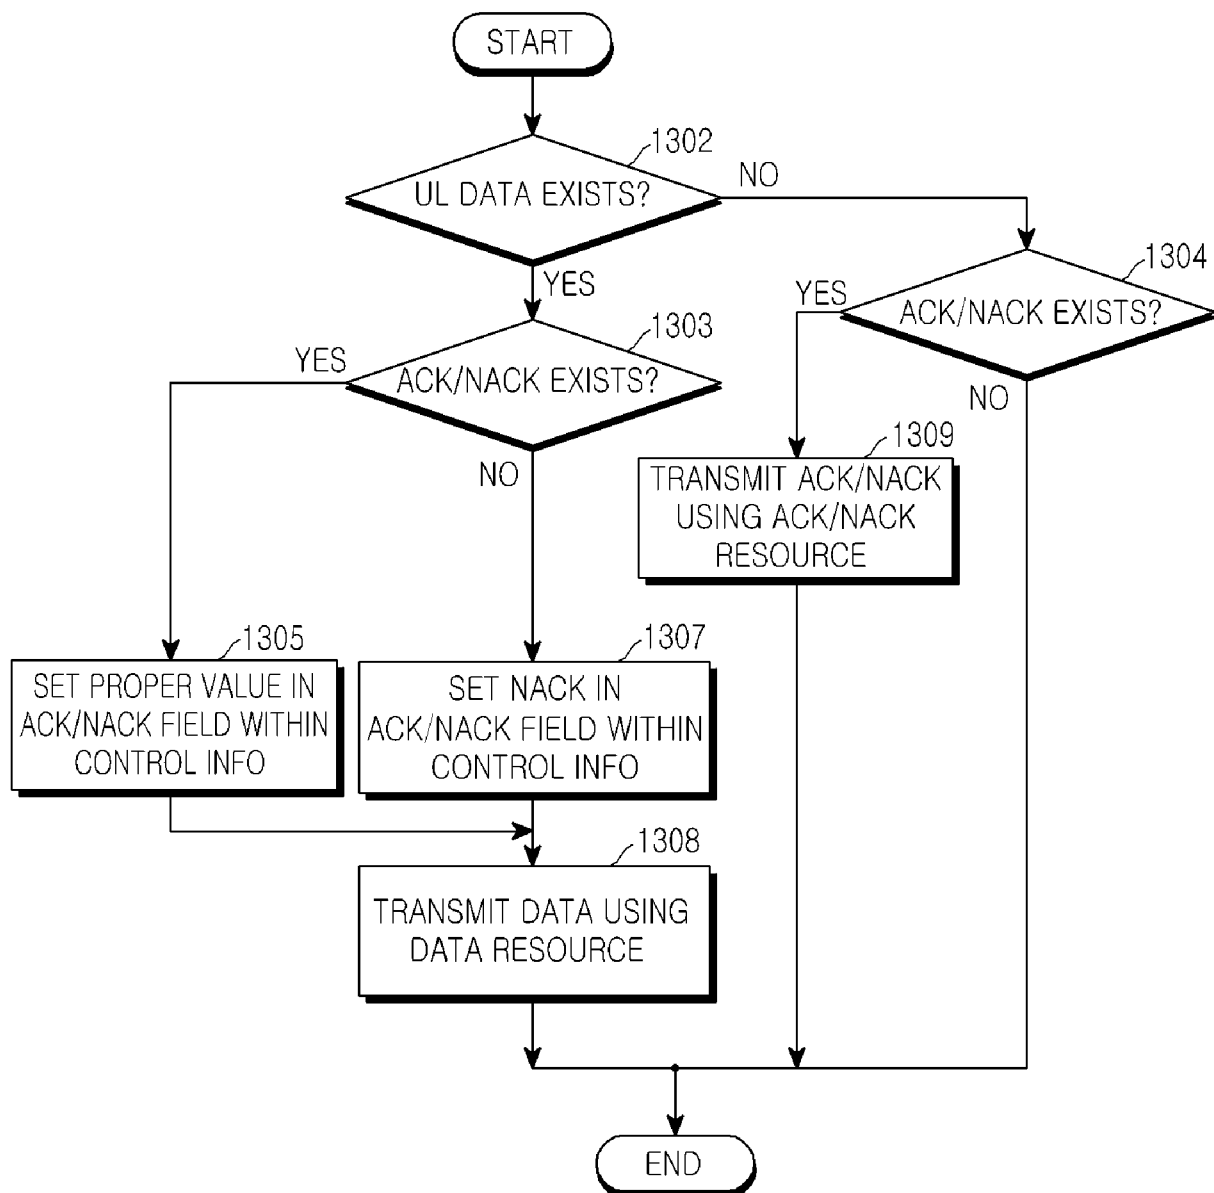 START
1302
UL DATA EXISTS?
NO
YES
1304
ACK/NACK EXISTS?
YES
NO
1303
ACK/NACK EXISTS?
YES
NO
1309
TRANSMIT ACK/NACK
USING ACK/NACK
RESOURCE
1305
SET PROPER VALUE IN
ACK/NACK FIELD WITHIN
CONTROL INFO
1307
SET NACK IN
ACK/NACK FIELD WITHIN
CONTROL INFO
1308
TRANSMIT DATA USING
DATA RESOURCE
END